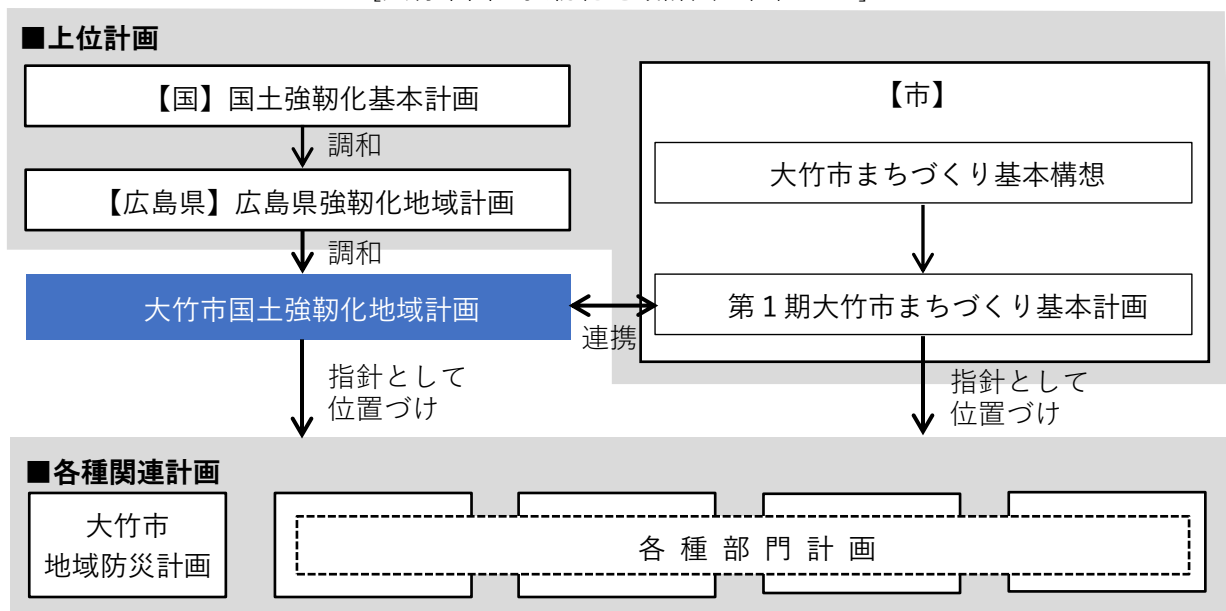 ■上位計画
【国】国土強靭化基本計画
調和
【広島県】広島県強靭化地域計画
調和
大竹市国土強靭化地域計画
【市】
大竹市まちづくり基本構想
第１期大竹市まちづくり基本計画
連携
指針として
位置づけ
指針として
位置づけ
■各種関連計画
大竹市
地域防災計画
各種部門計画